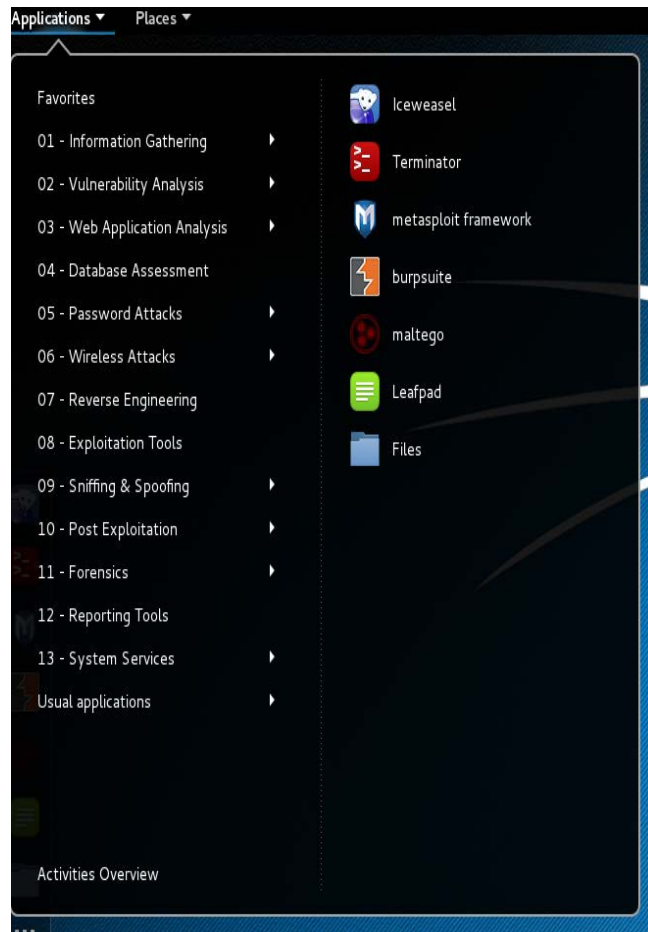 Applications ▼ Places ▼
Favorites
01 - Information Gathering
02 - Vulnerability Analysis
03 - Web Application Analysis
04 - Database Assessment
05 - Password Attacks
06 - Wireless Attacks
07 - Reverse Engineering
08 - Exploitation Tools
09 - Sniffing & Spoofing
10 - Post Exploitation
11 - Forensics
12 - Reporting Tools
13 - System Services
Usual applications
Activities Overview
Iceweasel
Terminator
metasploit framework
burpsuite
maltego
Leafpad
Files